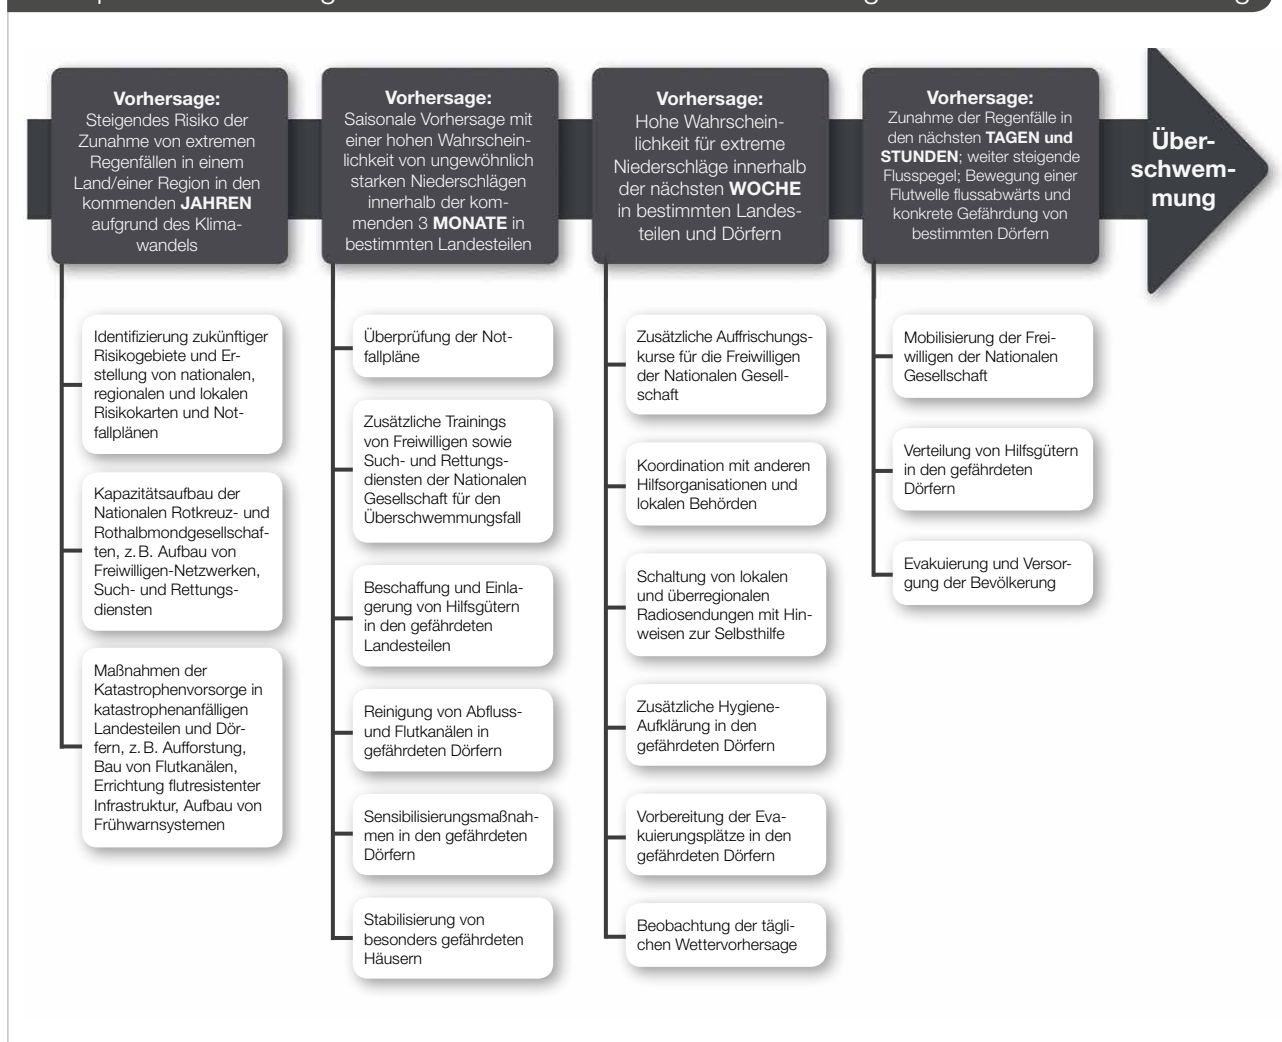 Vorhersage:
Steigendes Risiko der
Zunahme von extremen
Regenfällen in einem
Land/einer Region in den
kommenden JAHREN
aufgrund des Klima-
wandels
Identifizierung zukünftiger
Risikogebiete und Er-
stellung von nationalen,
regionalen und lokalen
Risikokarten und Not-
fallplänen
Kapazitätsaufbau der
Nationalen Rotkreuz- und
Rothalbmondgesellschaf-
ten, z. B. Aufbau von
Freiwilligen-Netzwerken,
Such- und Rettungs-
diensten
Maßnahmen der
Katastrophenvorsorge in
katastrophenanfälligen
Landesteilen und Dör-
fern, z. B. Aufforstung,
Bau von Flutkanälen,
Errichtung flutresistenter
Infrastruktur, Aufbau von
Frühwarnsystemen
Vorhersage:
Saisonale Vorhersage mit
einer hohen Wahrschein-
lichkeit von ungewöhnlich
starken Niederschlägen
innerhalb der kom-
menden 3 MONATE in
bestimmten Landesteilen
Überprüfung der Not-
fallpläne
Zusätzliche Trainings
von Freiwilligen sowie
Such- und Rettungs-
diensten der Nationalen
Gesellschaft für den
Überschwemmungsfall
Beschaffung und Einla-
gerung von Hilfsgütern
in den gefährdeten
Landesteilen
Reinigung von Abfluss-
und Flutkanälen in
gefährdeten Dörfern
Sensibilisierungsmaßnah-
men in den gefährdeten
Dörfern
Stabilisierung von
besonders gefährdeten
Häusern
Vorhersage:
Hohe Wahrschein-
lichkeit für extreme
Niederschläge innerhalb
der nächsten WOCHE
in bestimmten Landes-
teilen und Dörfern
Zusätzliche Auffrischungs-
kurse für die Freiwilligen
der Nationalen Gesell-
schaft
Koordination mit anderen
Hilfsorganisationen und
lokalen Behörden
Schaltung von lokalen
und überregionalen
Radiosendungen mit Hin-
weisen zur Selbsthilfe
Zusätzliche Hygiene-
Aufklärung in den
gefährdeten Dörfern
Vorbereitung der Eva-
kuierungsplätze in den
gefährdeten Dörfern
Beobachtung der tägli-
chen Wettervorhersage
Vorhersage:
Zunahme der Regenfälle in
den nächsten TAGEN und
STUNDEN; weiter steigende
Flusspegel; Bewegung einer
Flutwelle flussabwärts und
konkrete Gefährdung von
bestimmten Dörfern
Mobilisierung der Frei-
willigen der Nationalen
Gesellschaft
Verteilung von Hilfsgütern
in den gefährdeten
Dörfern
Evakuierung und Versor-
gung der Bevölkerung
Über-
schwem-
mung